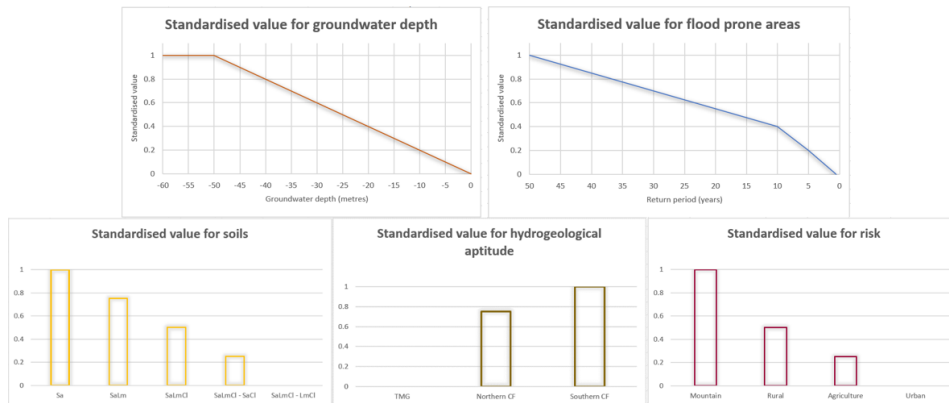 Standardised value for groundwater depth
Standardised value
1
0.8
0.6
0.4
0.2
0
-60 -55 -50 -45 -40 -35 -30 -25 -20 -15 -10 -5 0
Groundwater depth (metres)
Standardised value for flood prone areas
Standardised value
1
0.8
0.6
0.4
0.2
0
50 45 40 35 30 25 20 15 10 5 0
Return period (years)
Standardised value for soils
1
0.8
0.6
0.4
0.2
0
Sa SaLm SaLmCl SaLmCl - SaCl SaLmCl - LmCl
Standardised value for hydrogeological
aptitude
1
0.8
0.6
0.4
0.2
0
TMG Northern CF Southern CF
Standardised value for risk
1
0.8
0.6
0.4
0.2
0
Mountain Rural Agriculture Urban